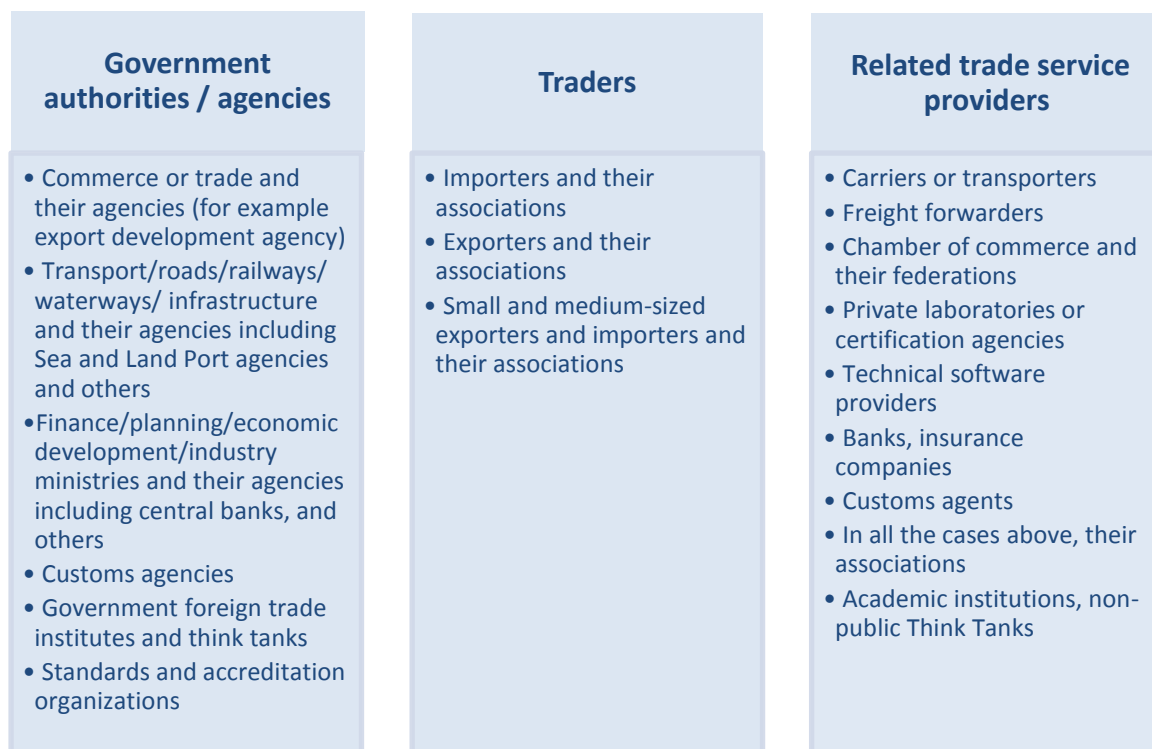 Government
authorities / agencies
• Commerce or trade and
their agencies (for example
export development agency)
• Transport/roads/railways/
waterways/ infrastructure
and their agencies including
Sea and Land Port agencies
and others
•Finance/planning/economic
development/industry
ministries and their agencies
including central banks, and
others
• Customs agencies
• Government foreign trade
institutes and think tanks
• Standards and accreditation
organizations
Traders
• Importers and their
associations
• Exporters and their
associations
• Small and medium-sized
exporters and importers and
their associations
Related trade service
providers
• Carriers or transporters
• Freight forwarders
• Chamber of commerce and
their federations
• Private laboratories or
certification agencies
• Technical software
providers
• Banks, insurance
companies
• Customs agents
• In all the cases above, their
associations
• Academic institutions, non-
public Think Tanks